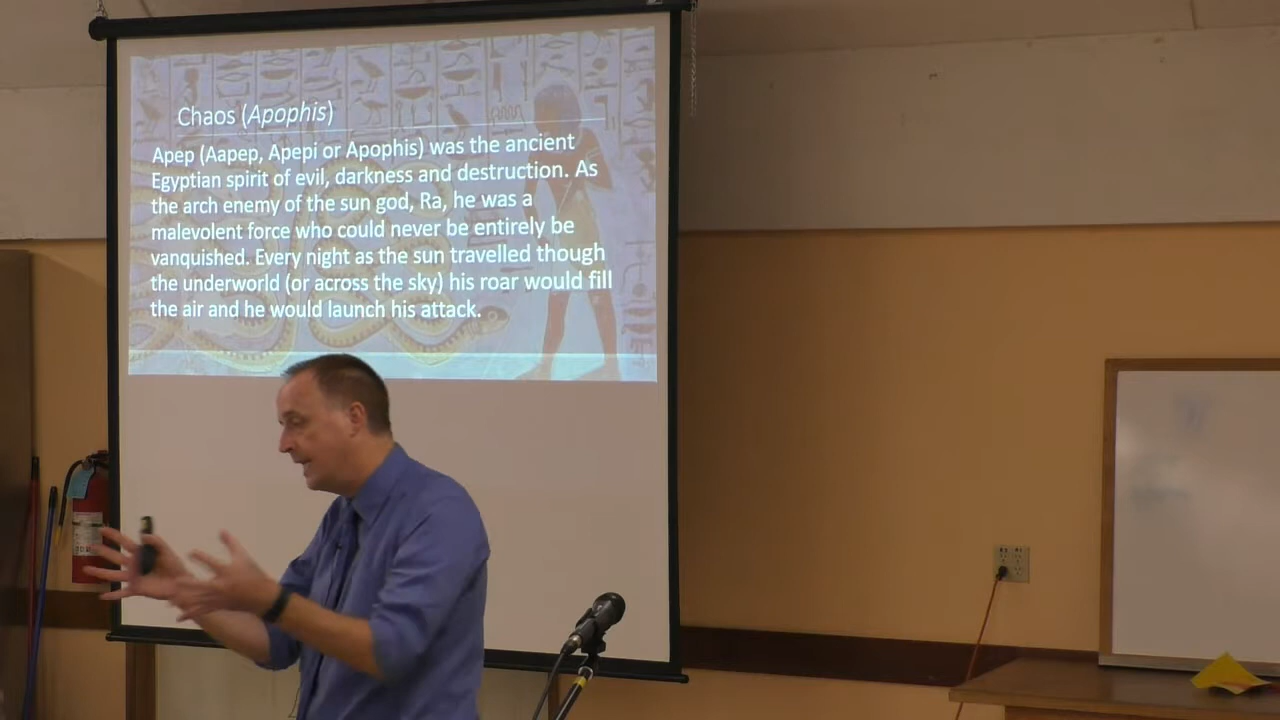 Chaos (Apophis)
Apep (Aapep, Apepi or Apophis) was the ancient
Egyptian spirit of evil, darkness and destruction. As
the arch enemy of the sun god, Ra, he was a
malevolent force who could never be entirely be
vanquished. Every night as the sun travelled though
the underworld (or across the sky) his roar would fill
the air and he would launch his attack.